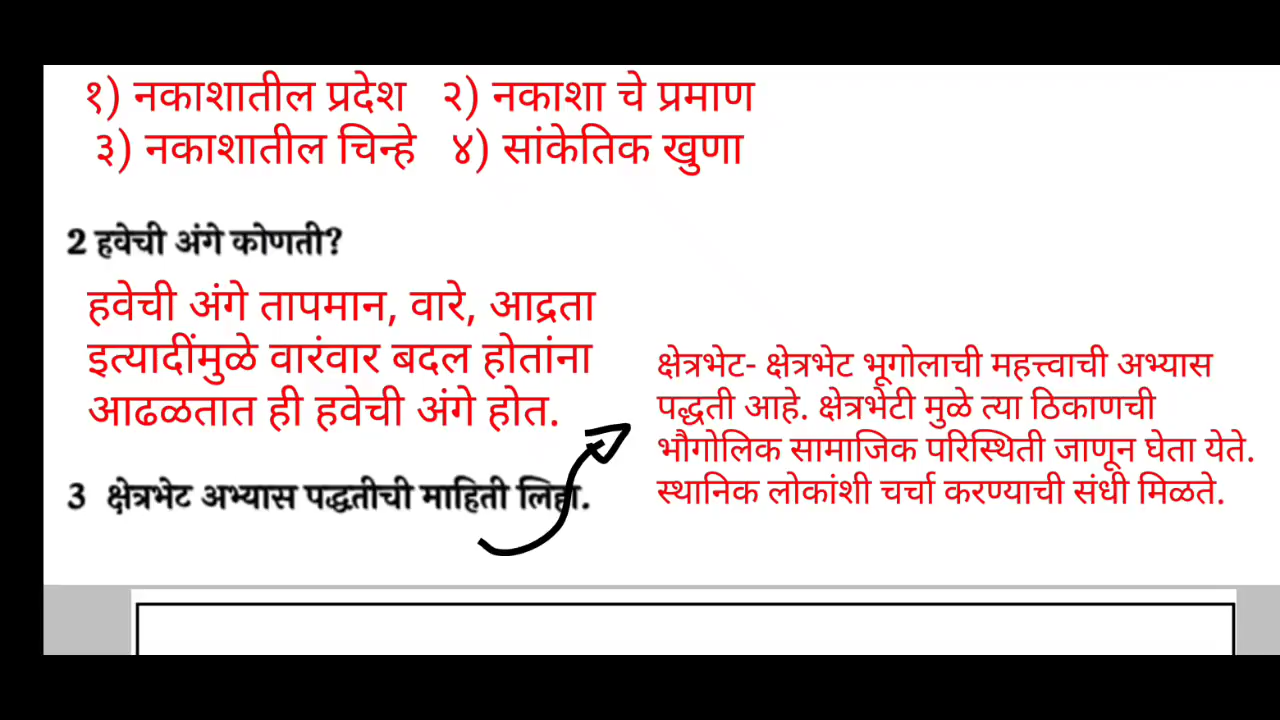 १) नकाशातील प्रदेश २) नकाशा चे प्रमाण
३) नकाशातील चिन्हे ४) सांकेतिक खुणा
2 हवेची अंगे कोणती?
हवेची अंगे तापमान, वारे, आद्रता
इत्यादींमुळे वारंवार बदल होतांना
आढळतात ही हवेची अंगे होत.
3 क्षेत्रभेट अभ्यास पद्धतीची माहिती लिहा.
क्षेत्रभेट- क्षेत्रभेट भूगोलाची महत्त्वाची अभ्यास
पद्धती आहे. क्षेत्रभेटी मुळे त्या ठिकाणची
भौगोलिक सामाजिक परिस्थिती जाणून घेता येते.
स्थानिक लोकांशी चर्चा करण्याची संधी मिळते.